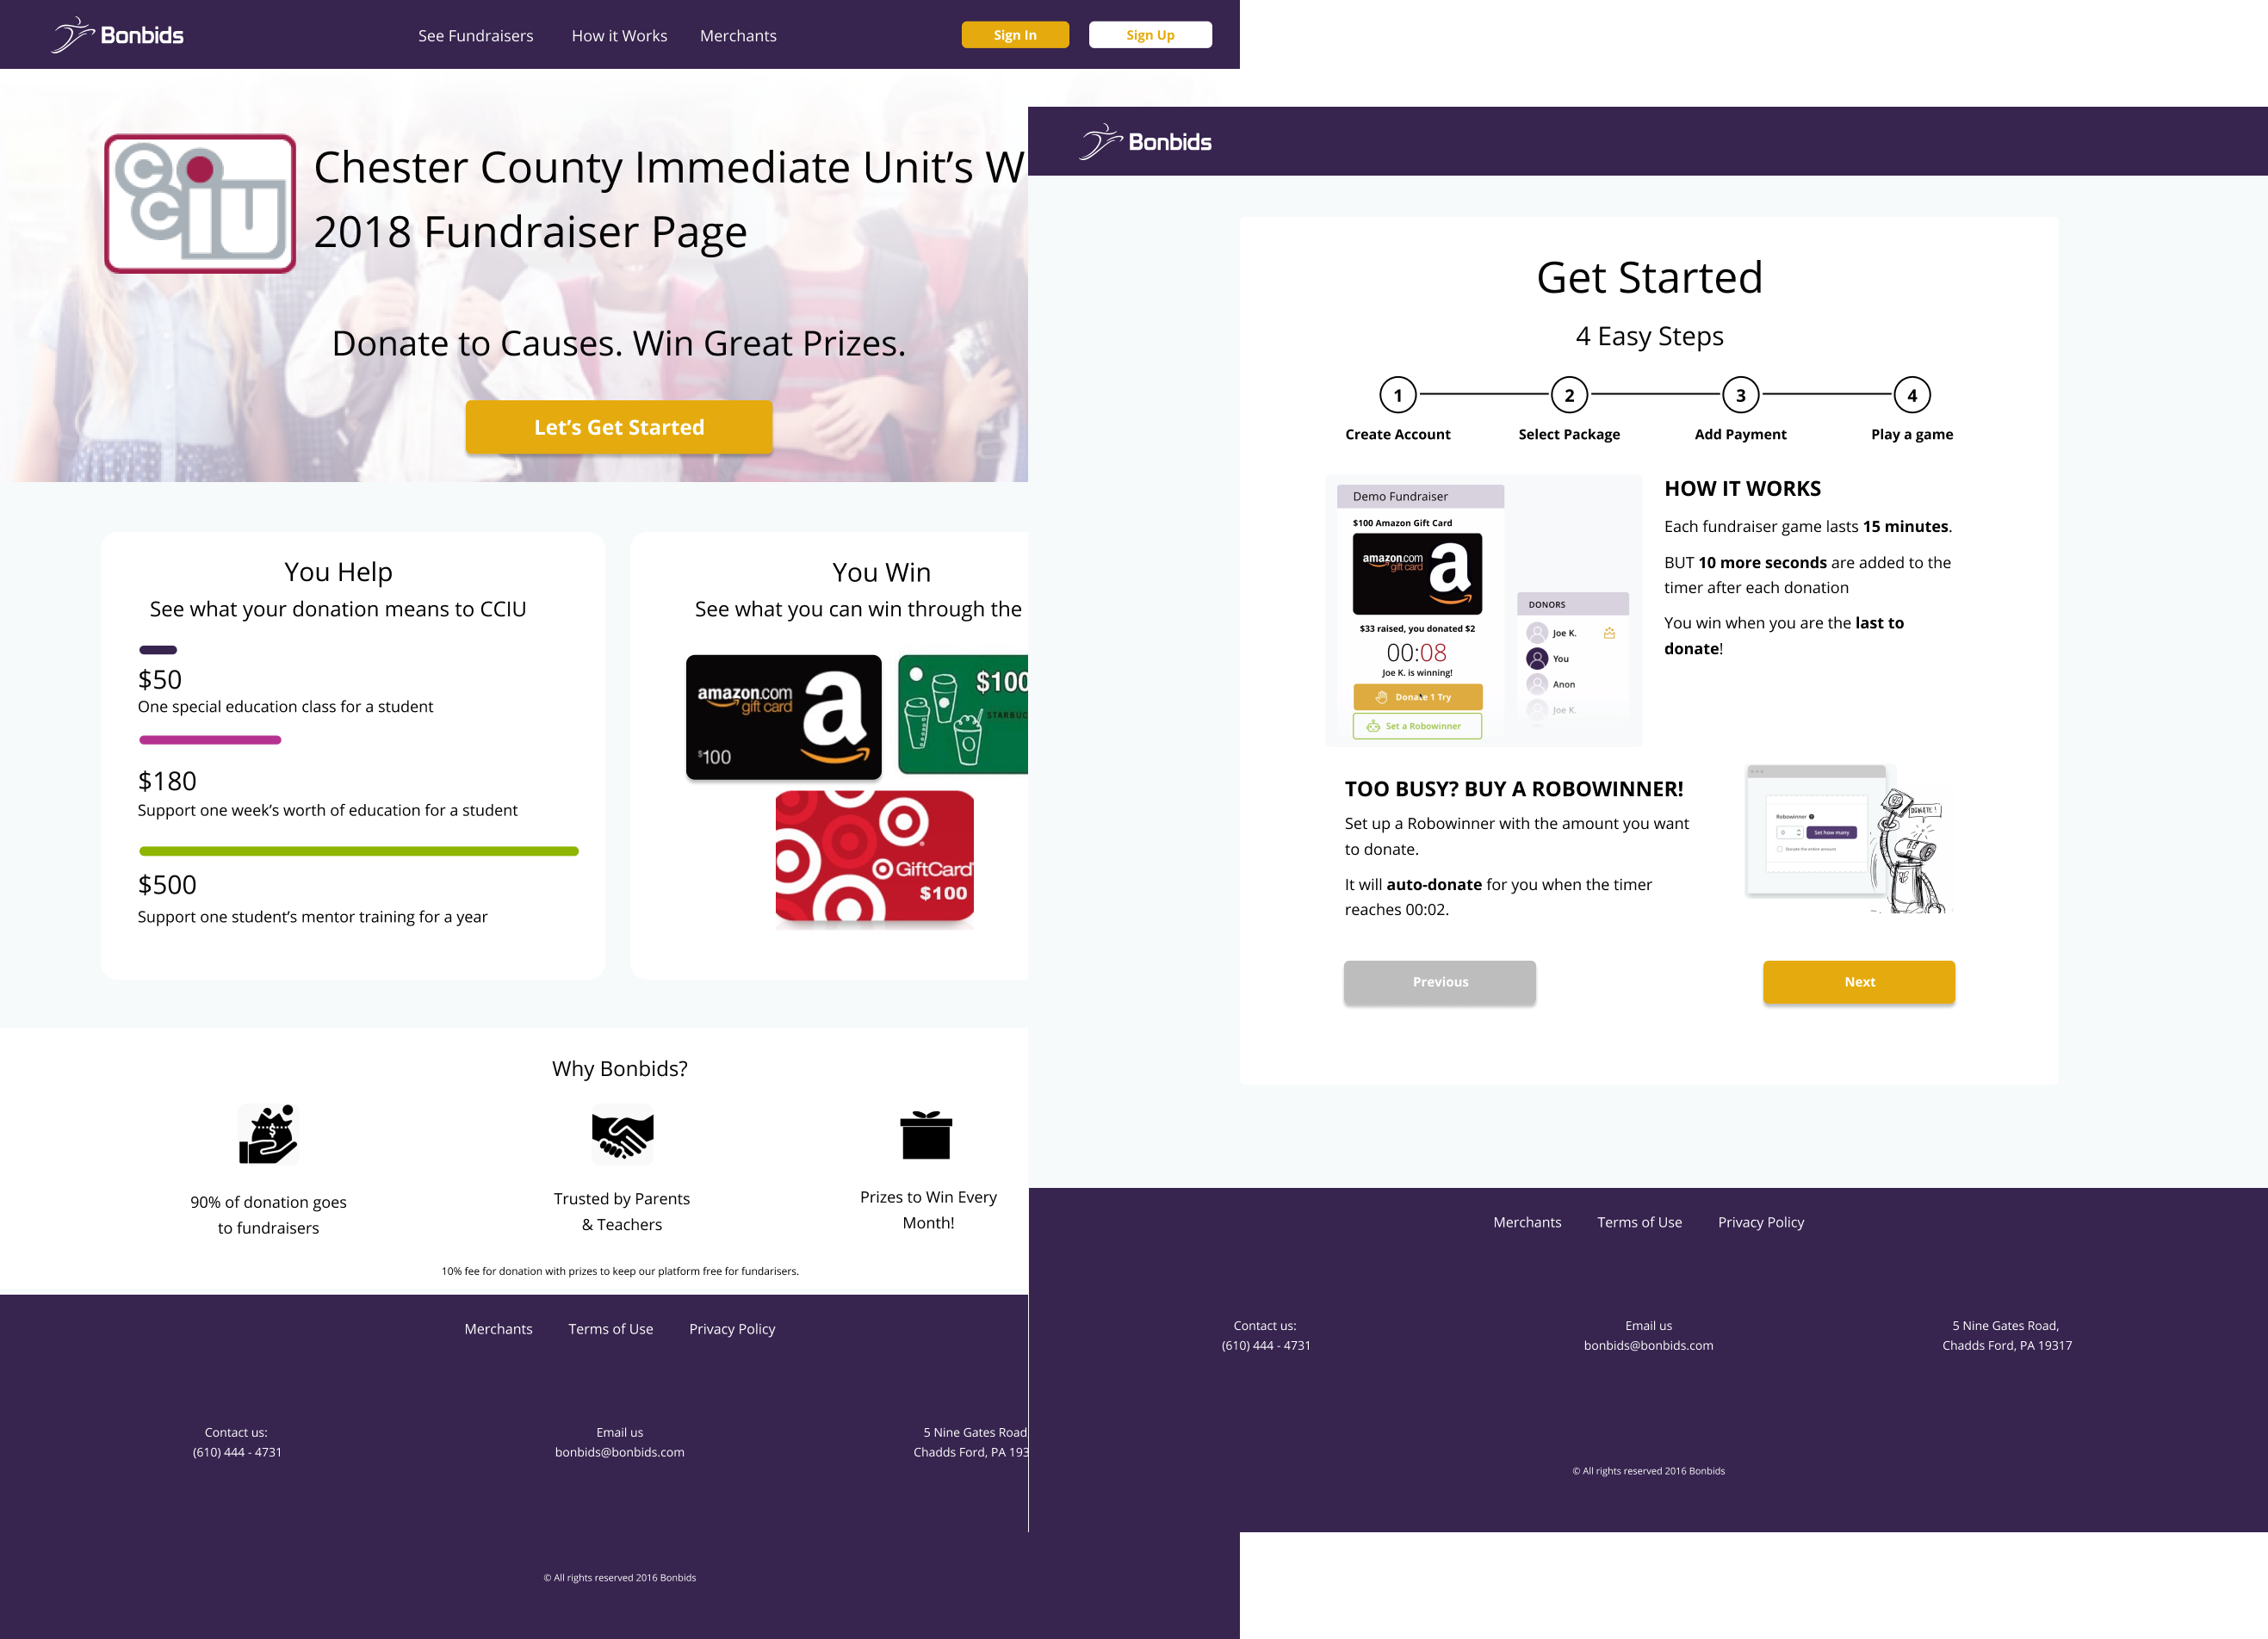 Bonbids
See Fundraisers
How it Works
Merchants
Sign In
Sign Up
CCIU
Chester County Immediate Unit’s W
2018 Fundraiser Page
Donate to Causes. Win Great Prizes.
Let’s Get Started
You Help
See what your donation means to CCIU
$50
One special education class for a student
$180
Support one week’s worth of education for a student
$500
Support one student’s mentor training for a year
You Win
See what you can win through the
amazon.com
gift card
a
$100
$100
STARBUC
GiftCard
$100
Why Bonbids?
$
90% of donation goes
to fundraisers
Trusted by Parents
& Teachers
Prizes to Win Every
Month!
10% fee for donation with prizes to keep our platform free for fundarisers.
Merchants
Terms of Use
Privacy Policy
Contact us:
(610) 444 - 4731
Email us
bonbids@bonbids.com
5 Nine Gates Road
Chadds Ford, PA 193
© All rights reserved 2016 Bonbids
Bonbids
Get Started
4 Easy Steps
1
2
3
4
Create Account
Select Package
Add Payment
Play a game
Demo Fundraiser
$100 Amazon Gift Card
amazon.com
gift card
a
$33 raised, you donated $2
00:08
Joe K. is winning!
Donate 1 Try
Set a Robowinner
DONORS
Joe K.
You
Anon
Joe K.
HOW IT WORKS
Each fundraiser game lasts 15 minutes.
BUT 10 more seconds are added to the
timer after each donation
You win when you are the last to
donate!
TOO BUSY? BUY A ROBOWINNER!
Set up a Robowinner with the amount you want
to donate.
It will auto-donate for you when the timer
reaches 00:02.
Robowinner
0
Set how many
Donate the entire amount
DONATE !
Previous
Next
Merchants
Terms of Use
Privacy Policy
Contact us:
(610) 444 - 4731
Email us
bonbids@bonbids.com
5 Nine Gates Road,
Chadds Ford, PA 19317
© All rights reserved 2016 Bonbids